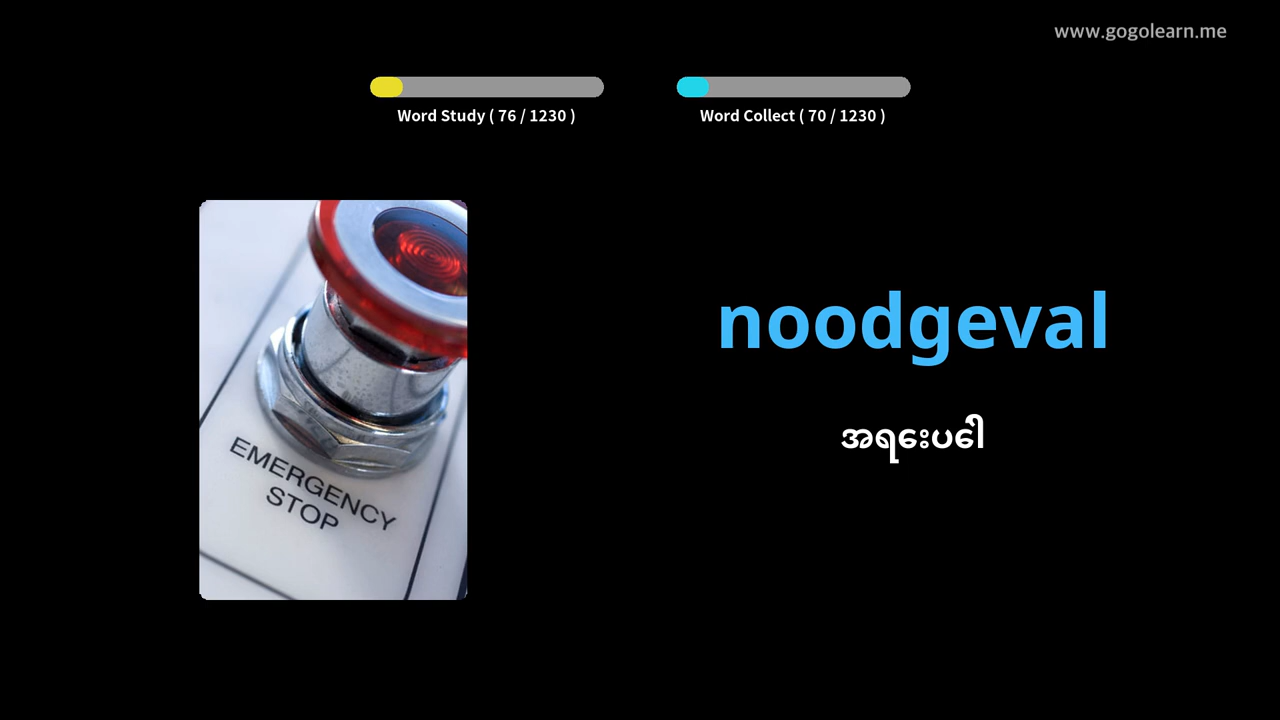 www.gogolearn.me
Word Study ( 76 / 1230 )
Word Collect ( 70 / 1230 )
noodgeval
အရေးပေါ်
EMERGENCY
STOP